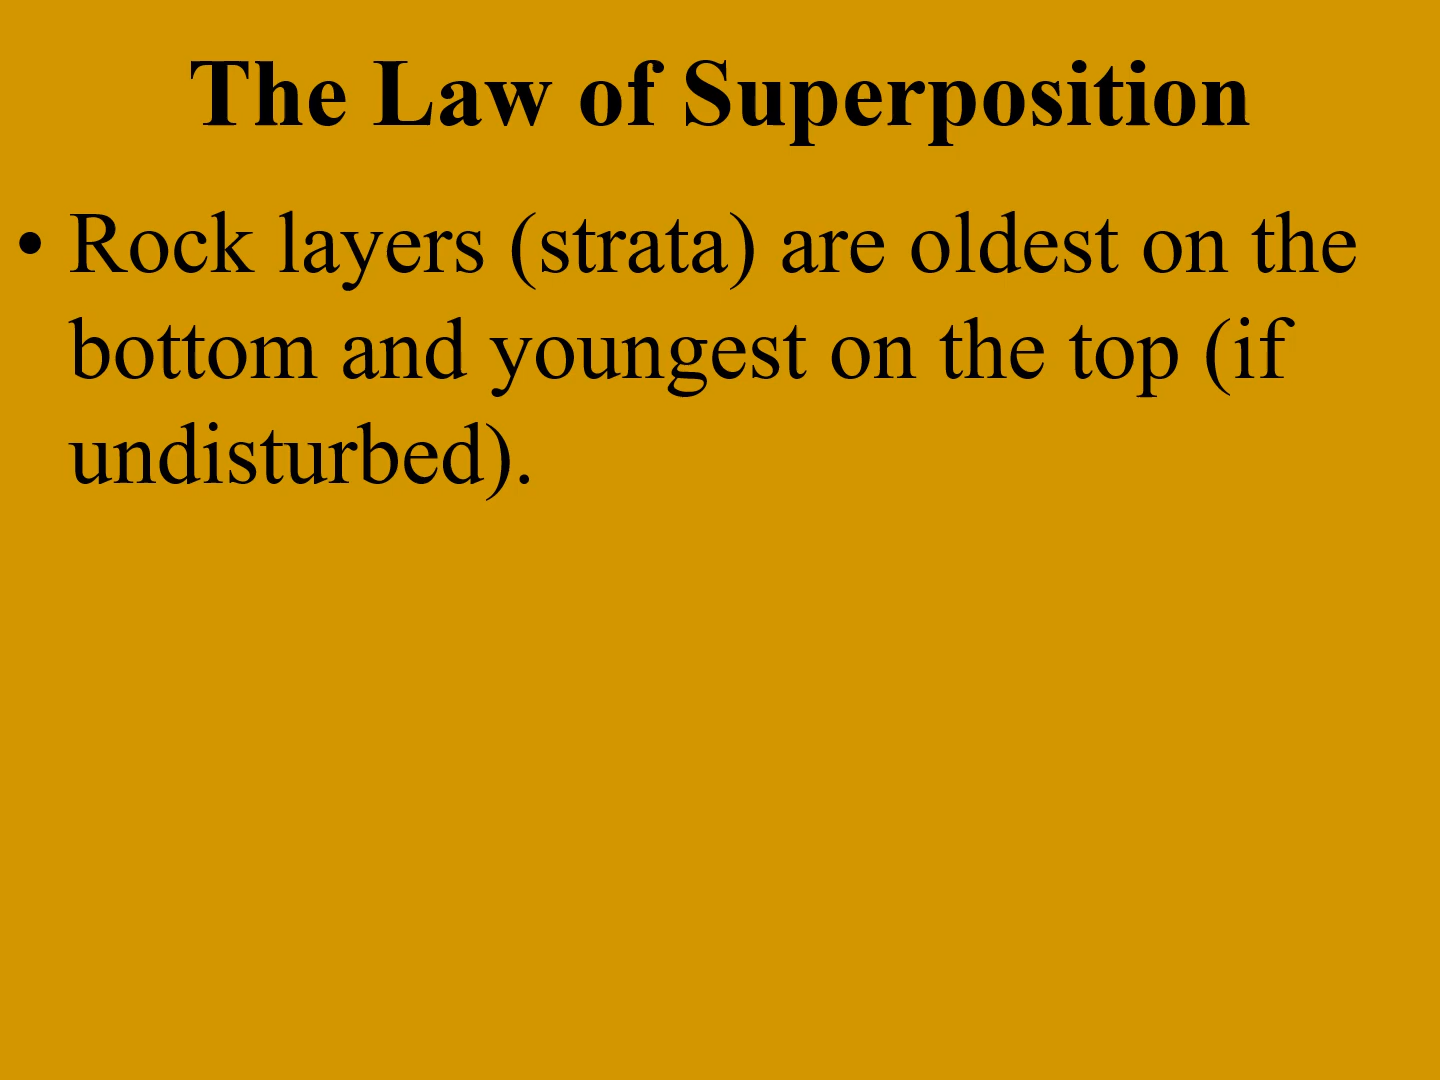 The Law of Superposition
• Rock layers (strata) are oldest on the
bottom and youngest on the top (if
undisturbed).